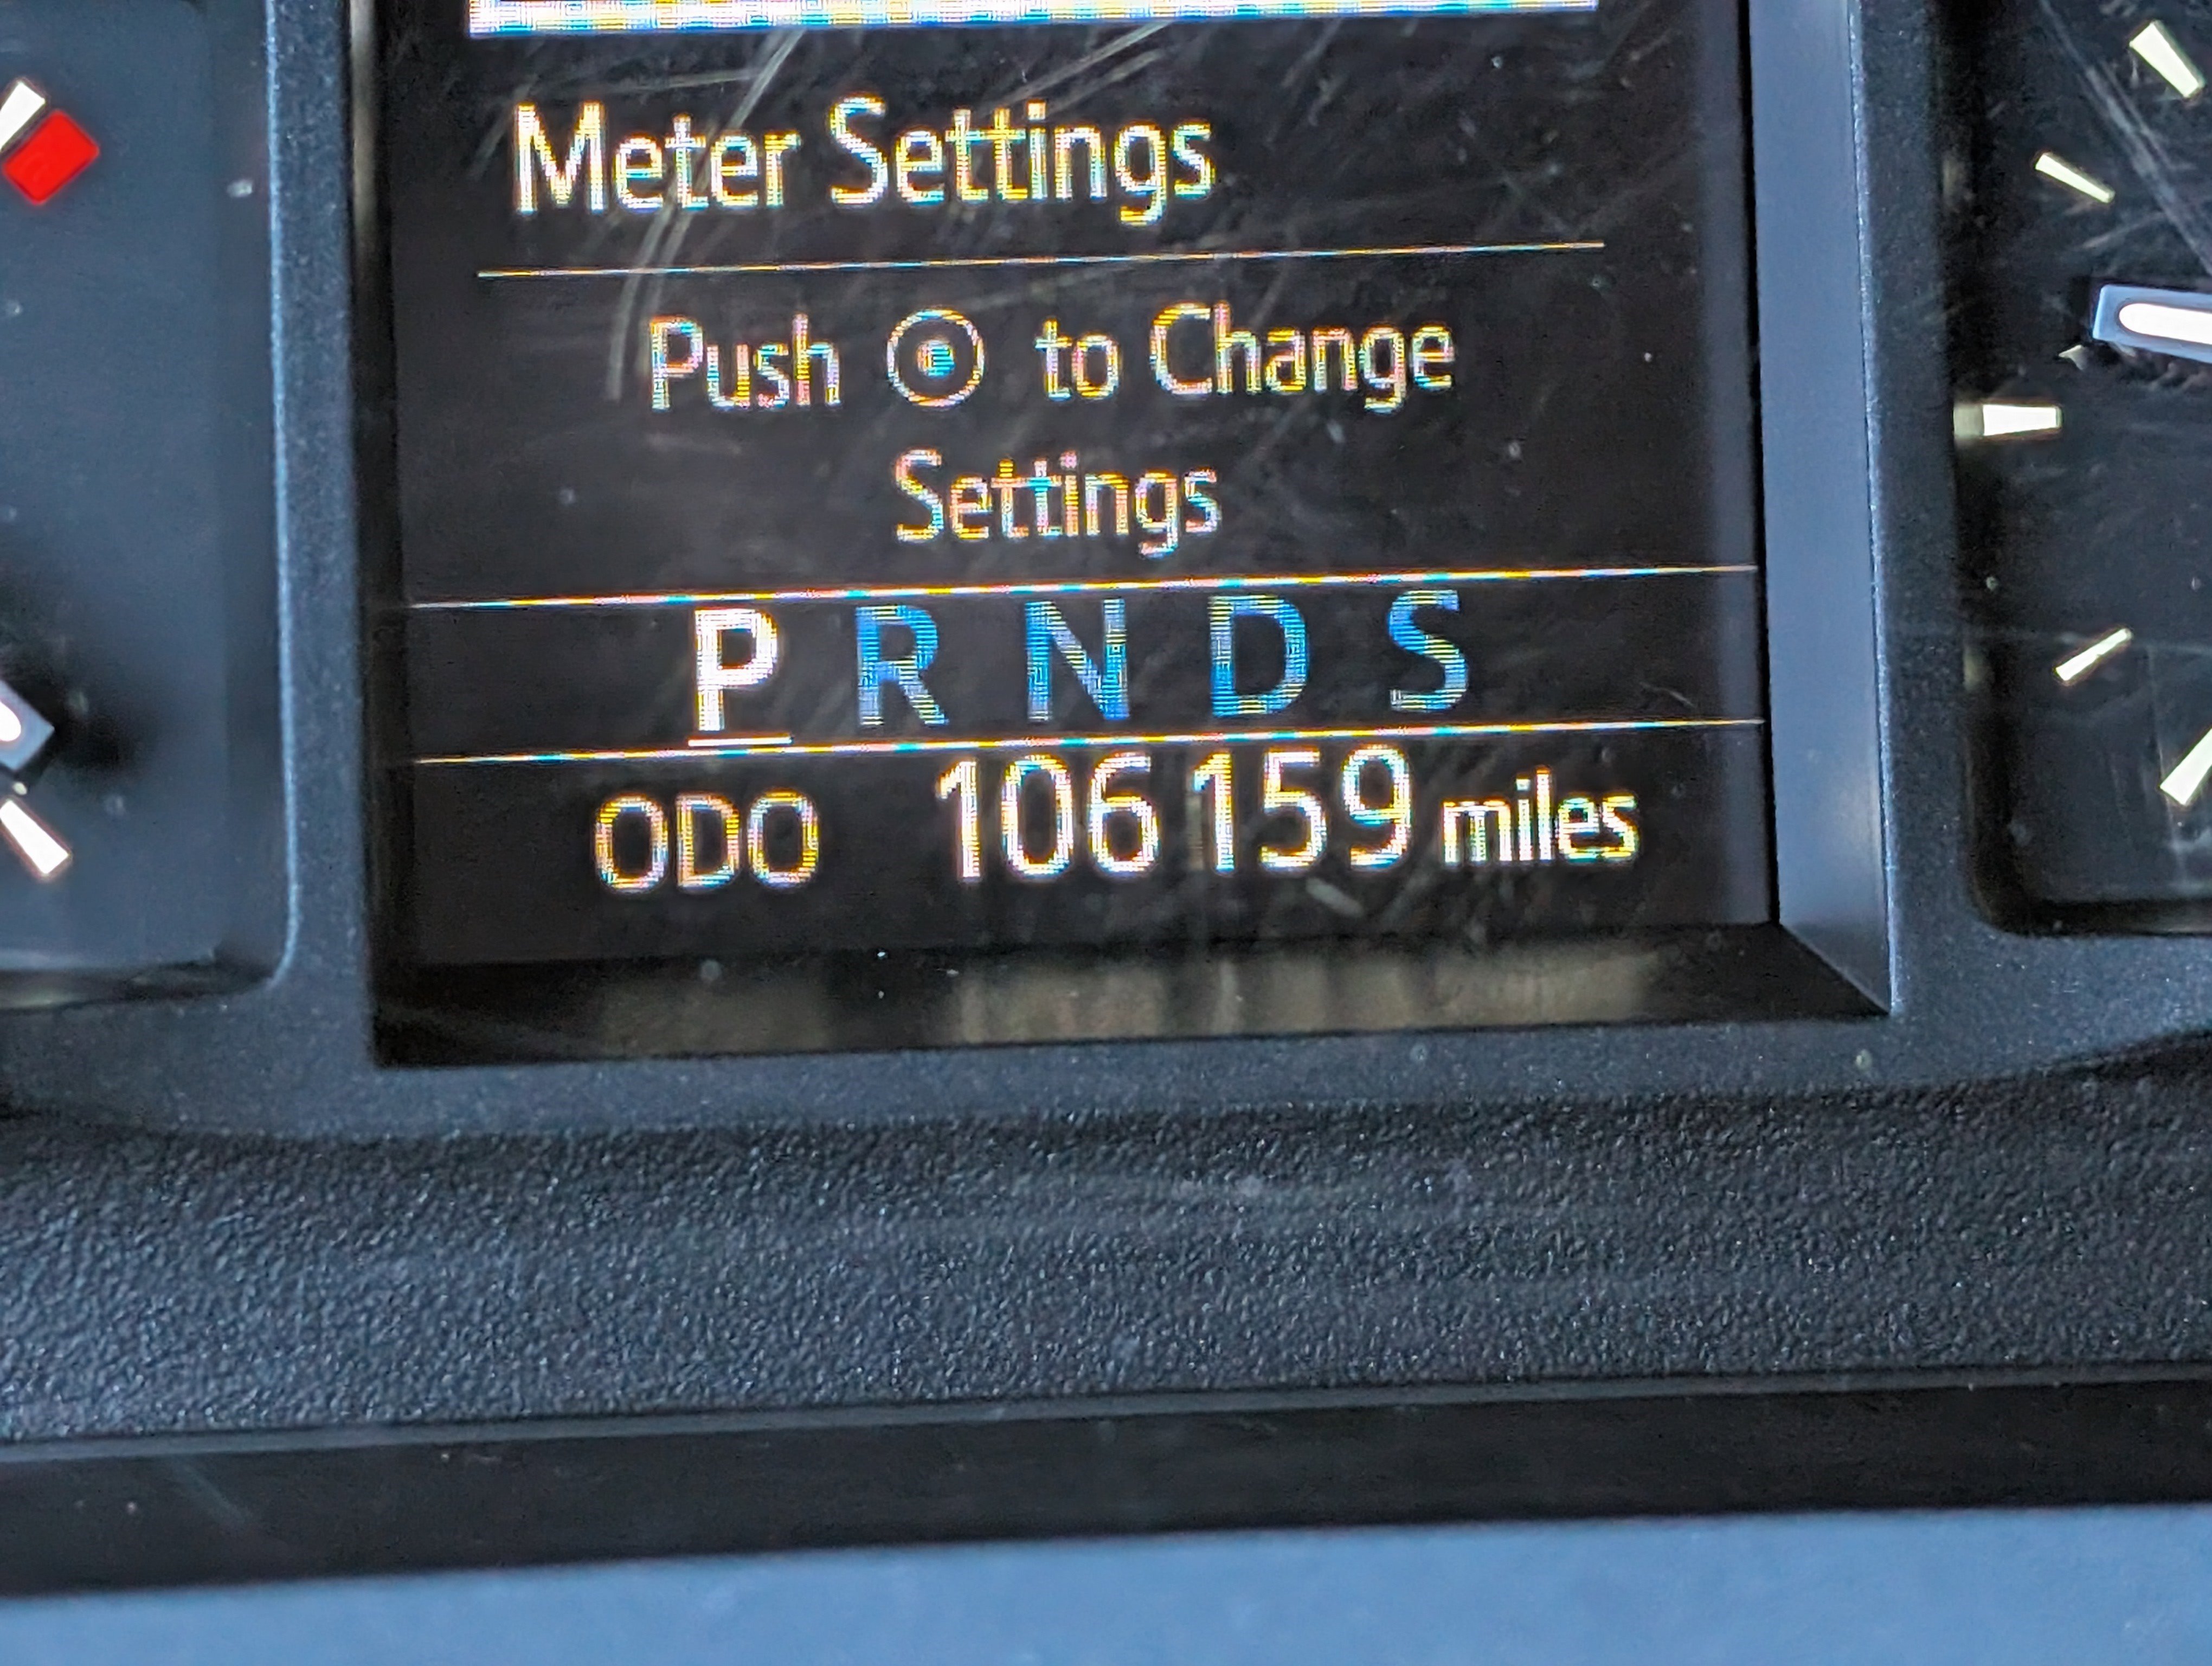 Meter Settings
Push to Change
Settings
P R N D S
ODO 106159 miles